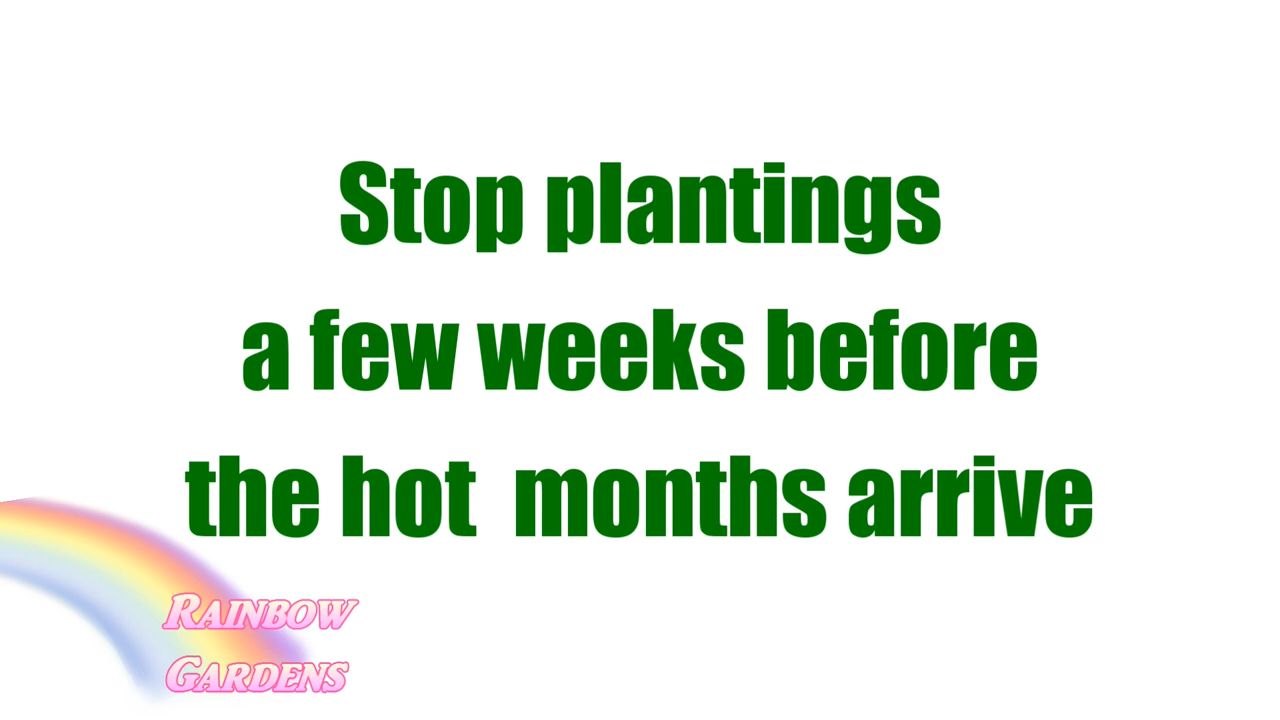 Stop plantings
a few weeks before
the hot  months arrive
Rainbow
Gardens